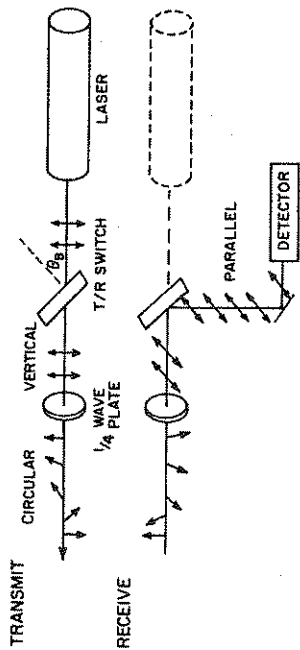 TRANSMIT
CIRCULAR
VERTICAL
θB
1/4 WAVE
PLATE
T/R SWITCH
LASER
RECEIVE
PARALLEL
DETECTOR